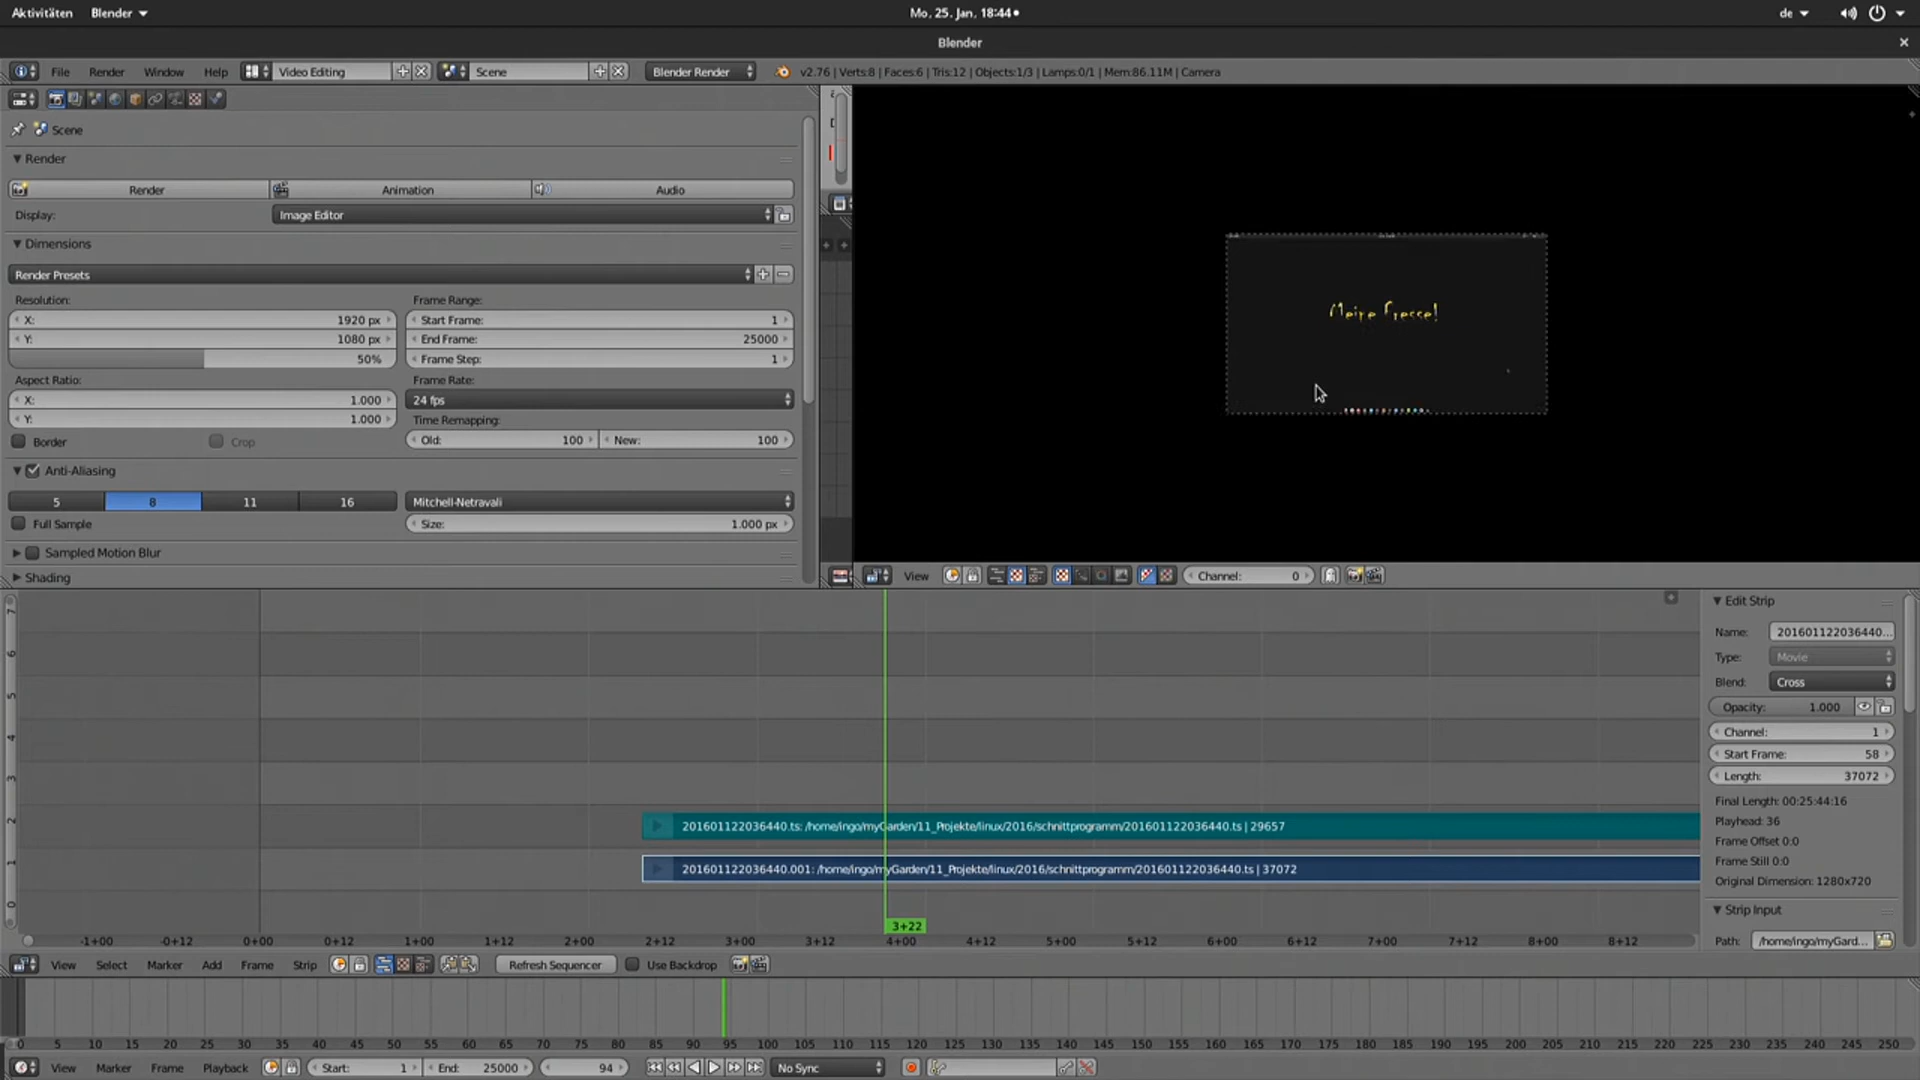 Aktivitäten Blender Mo. 25. Jan, 18:44 de
Blender
File Render Window Help Video Editing Scene Blender Render v2.76 | Verts:8 | Faces:6 | Tris:12 | Objects:1/3 | Lamps:0/1 | Mem:86.11M | Camera
Scene
Render
Render Animation Audio
Display: Image Editor
Dimensions
Render Presets
Resolution: Frame Range:
X: 1920 px Start Frame: 1
Y: 1080 px End Frame: 25000
50% Frame Step: 1
Aspect Ratio: Frame Rate:
X: 1.000 24 fps
Y: 1.000 Time Remapping:
Border Crop Old: 100 New: 100
Anti-Aliasing
5 8 11 16 Mitchell-Netravali
Full Sample Size: 1.000 px
Sampled Motion Blur
Shading
Meine Fresse!
View Channel: 0
7
6
5
4
3
2
1
0
201601122036440.ts: /home/ingo/myGarden/11_Projekte/linux/2016/schnittprogramm/201601122036440.ts | 29657
201601122036440.001: /home/ingo/myGarden/11_Projekte/linux/2016/schnittprogramm/201601122036440.ts | 37072
3+22
-1+00 -0+12 0+00 0+12 1+00 1+12 2+00 2+12 3+00 3+12 4+00 4+12 5+00 5+12 6+00 6+12 7+00 7+12 8+00 8+12
Edit Strip
Name: 201601122036440...
Type: Movie
Blend: Cross
Opacity: 1.000
Channel: 1
Start Frame: 58
Length: 37072
Final Length: 00:25:44:16
Playhead: 36
Frame Offset 0:0
Frame Still 0:0
Original Dimension: 1280x720
Strip Input
Path: /home/ingo/myGard...
View Select Marker Add Frame Strip Refresh Sequencer Use Backdrop
0 5 10 15 20 25 30 35 40 45 50 55 60 65 70 75 80 85 90 95 100 105 110 115 120 125 130 135 140 145 150 155 160 165 170 175 180 185 190 195 200 205 210 215 220 225 230 235 240 245 250
View Marker Frame Playback Start: 1 End: 25000 94 No Sync